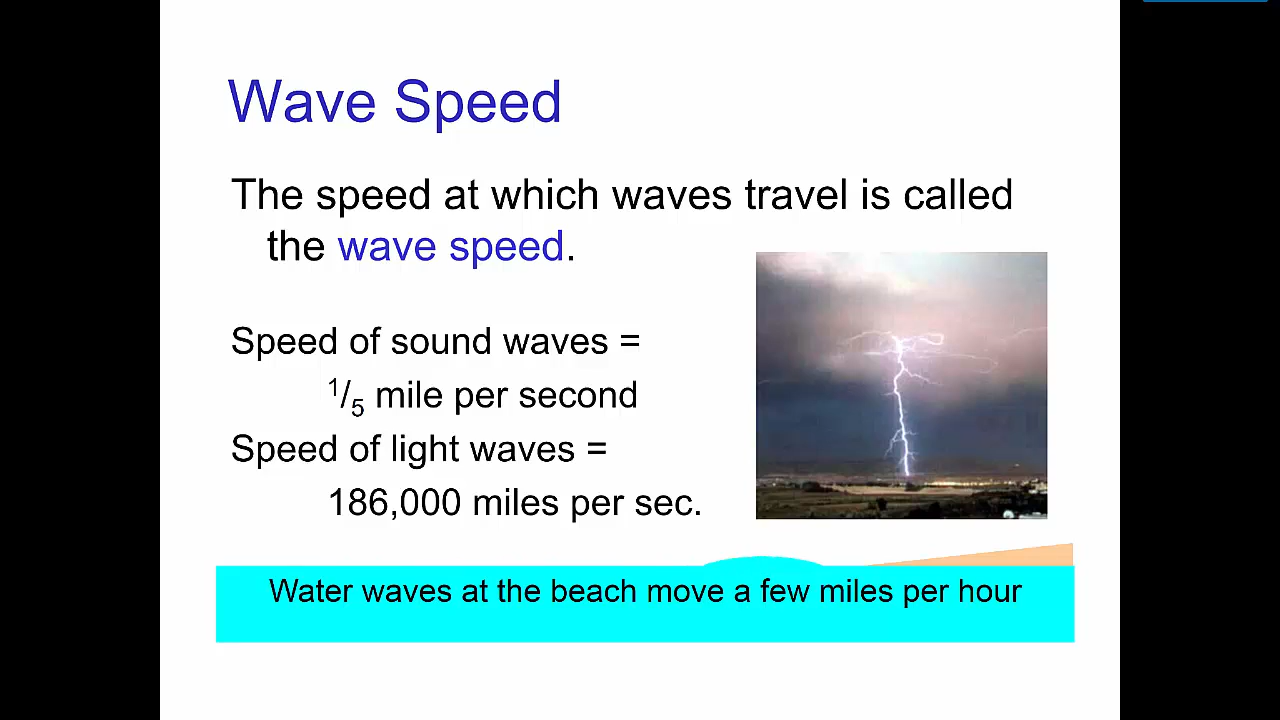 Wave Speed
The speed at which waves travel is called
the wave speed.
Speed of sound waves =
1/5 mile per second
Speed of light waves =
186,000 miles per sec.
Water waves at the beach move a few miles per hour